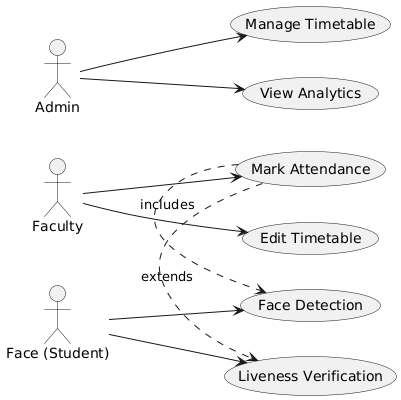 Manage Timetable
Admin
View Analytics
Mark Attendance
includes
Faculty
Edit Timetable
extends
Face Detection
Face (Student)
Liveness Verification